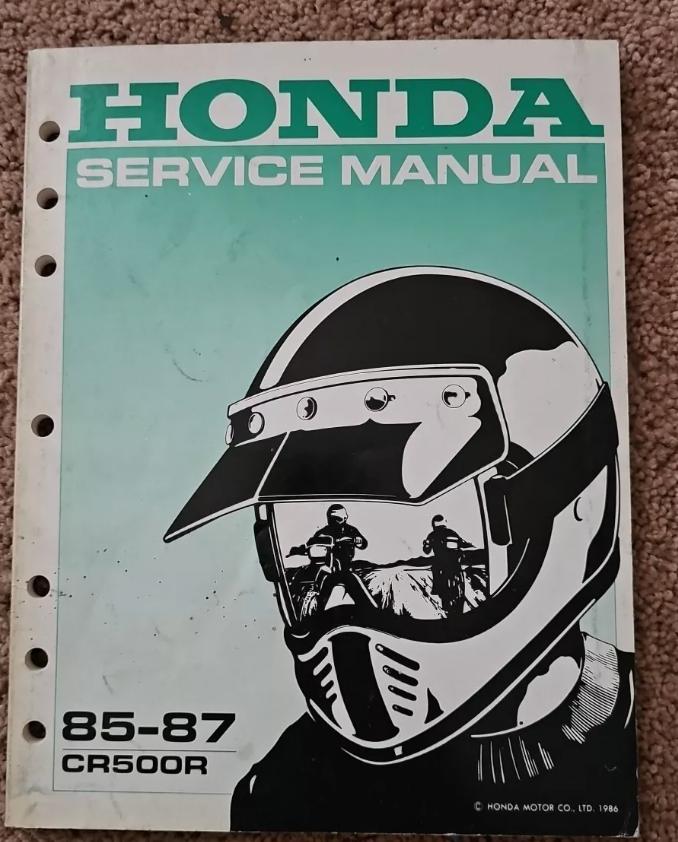 HONDA
SERVICE MANUAL
85-87
CR500R
© HONDA MOTOR CO., LTD. 1986